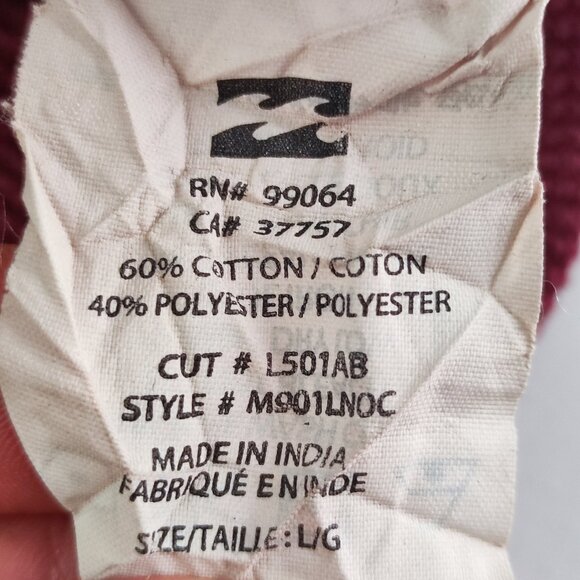 RN# 99064
CA# 37757
60% COTTON / COTON
40% POLYESTER / POLYESTER
CUT # L501AB
STYLE # M901LNOC
MADE IN INDIA
FABRIQUÉ EN INDE
SIZE/TAILLE : L/G